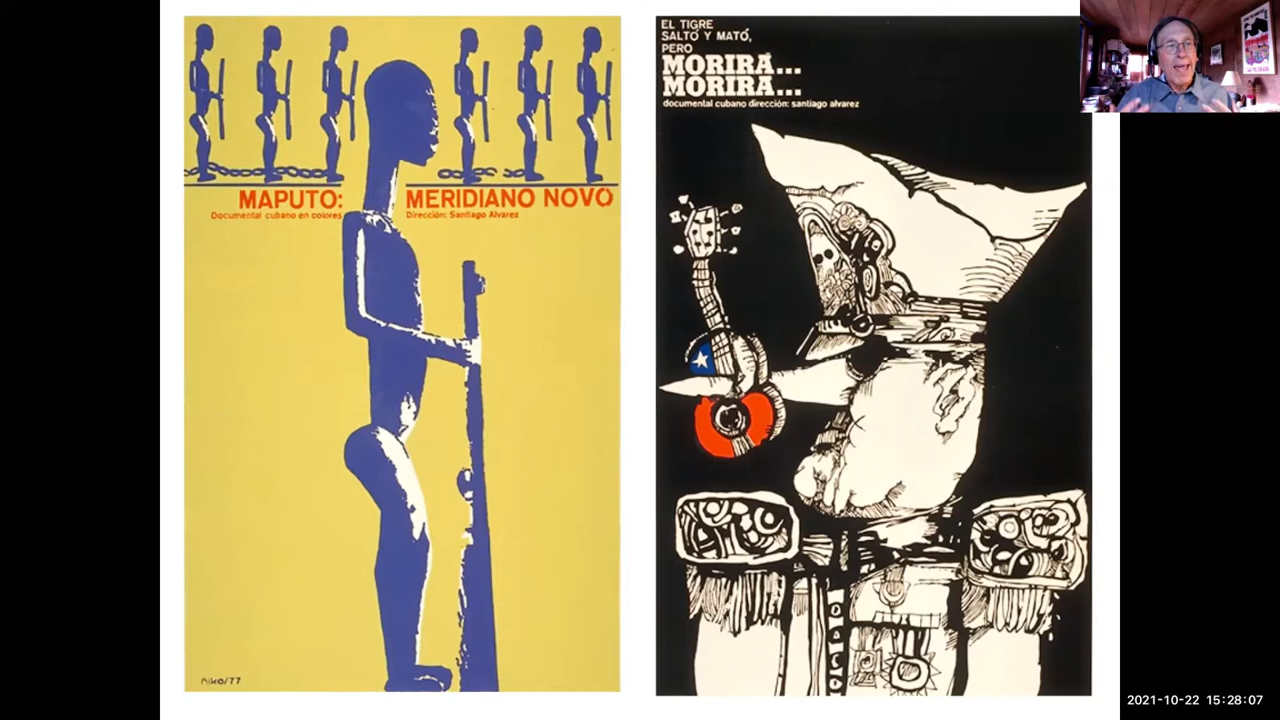 MAPUTO: MERIDIANO NOVO
Documental cubano en colores Dirección: Santiago Alvarez
ñiko/77
EL TIGRE
SALTÓ Y MATÓ,
PERO
MORIRÁ...
MORIRÁ...
documental cubano dirección: santiago alvarez
2021-10-22 15:28:07